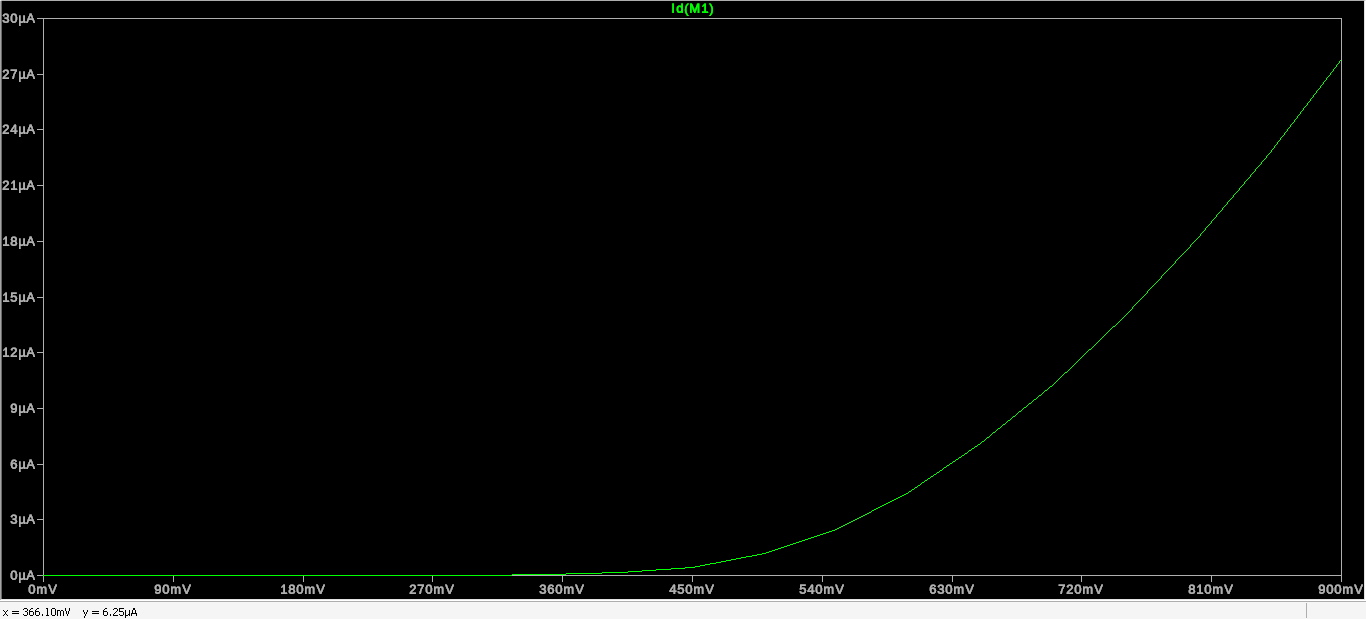 Id(M1)
30µA
27µA
24µA
21µA
18µA
15µA
12µA
9µA
6µA
3µA
0µA
0mV 90mV 180mV 270mV 360mV 450mV 540mV 630mV 720mV 810mV 900mV
x = 366.10mV y = 6.25µA